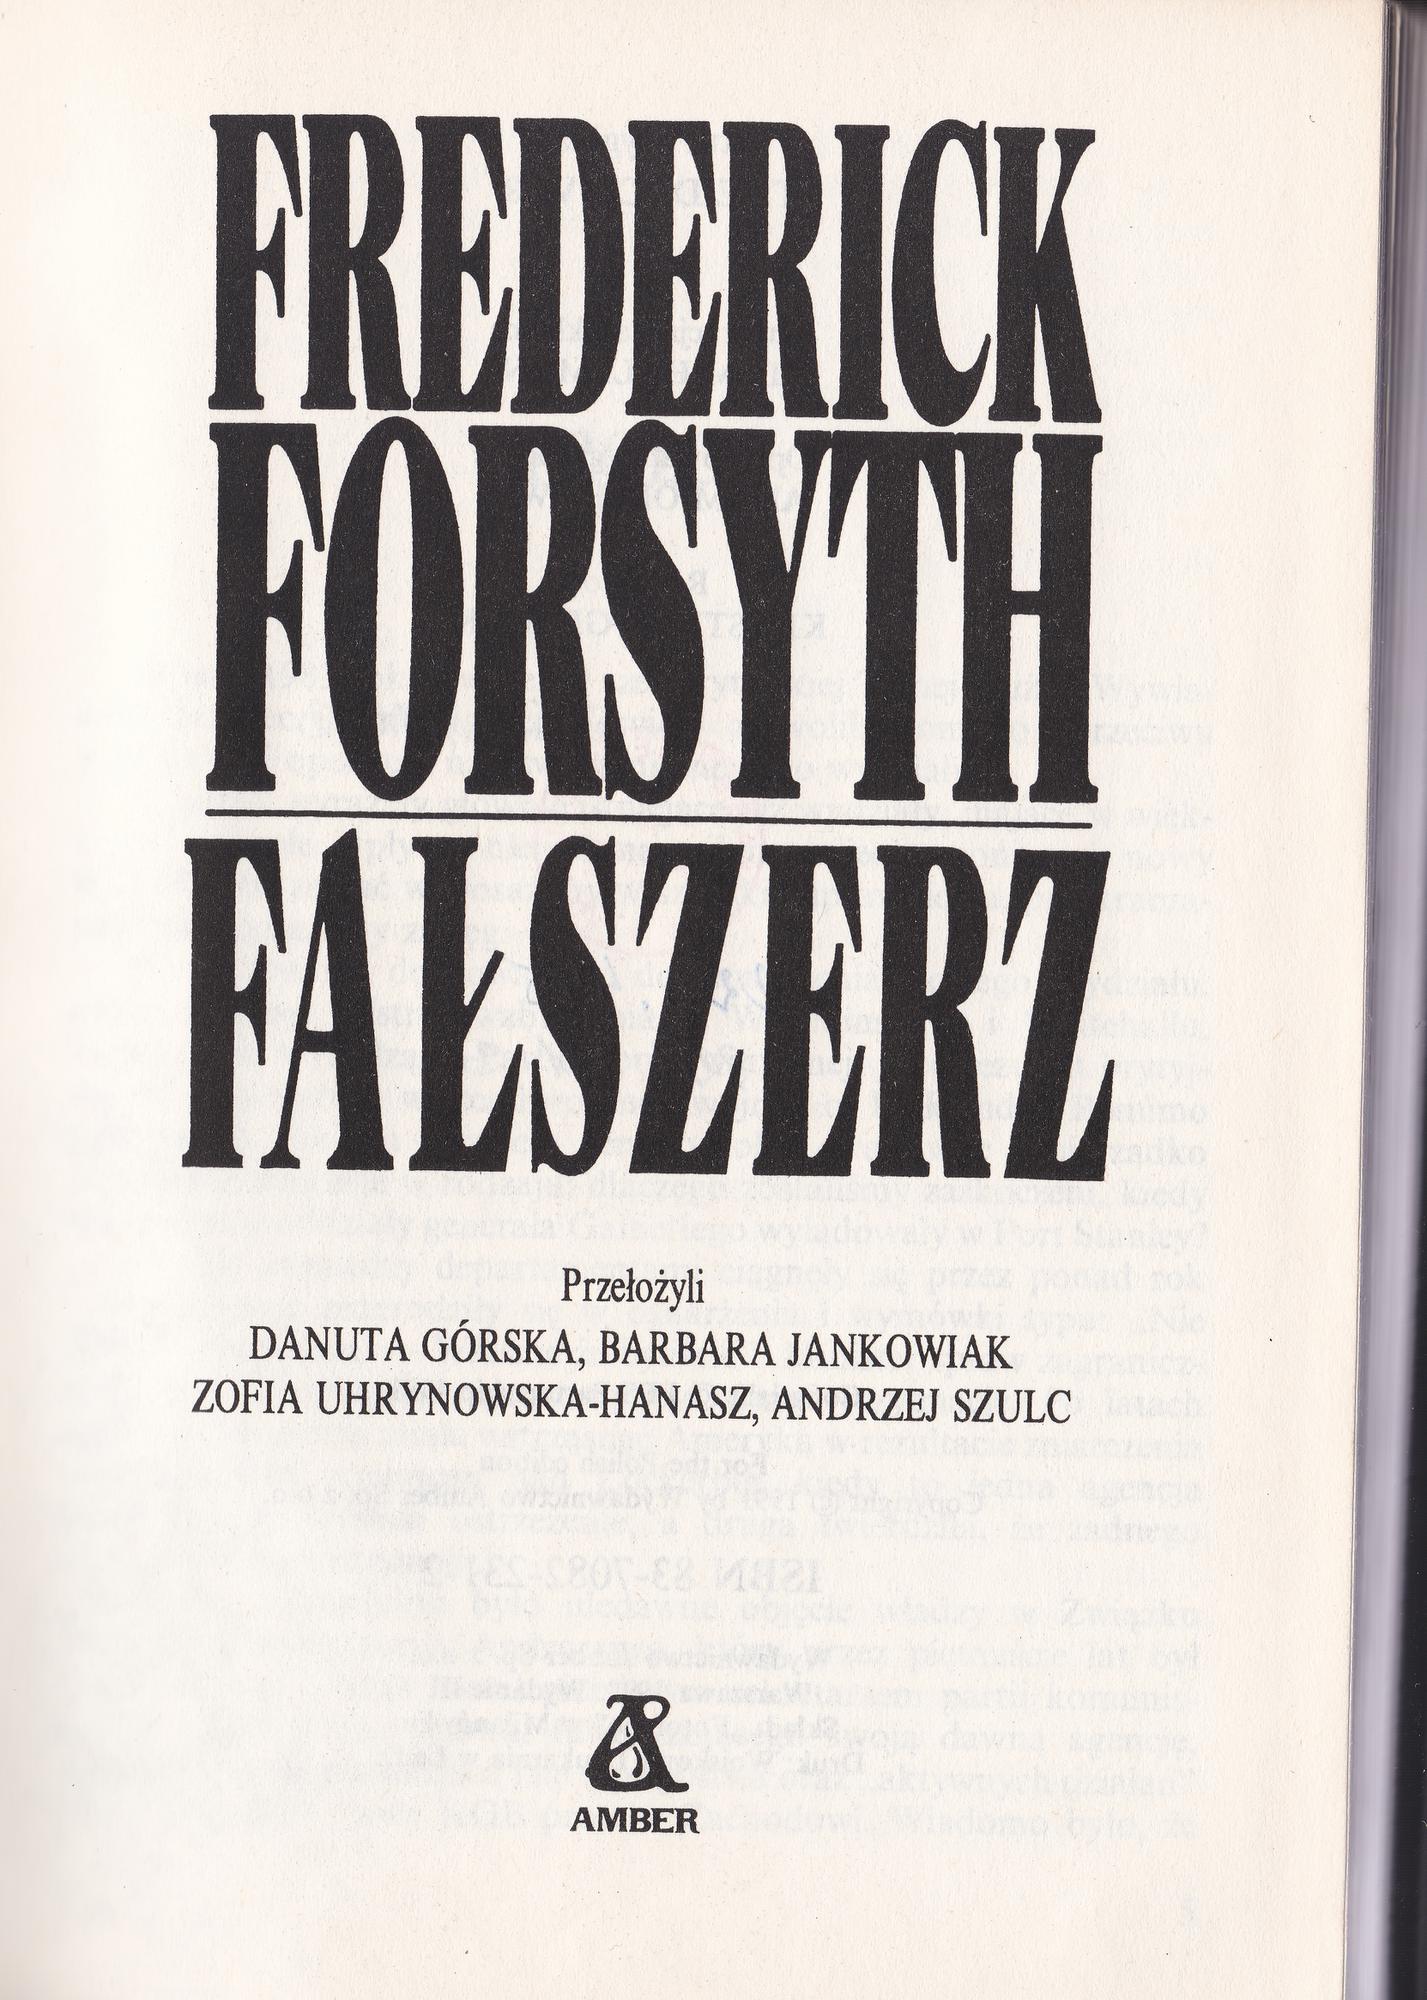 FREDERICK
FORSYTH
FAŁSZERZ
Przełożyli
DANUTA GÓRSKA, BARBARA JANKOWIAK
ZOFIA UHRYNOWSKA-HANASZ, ANDRZEJ SZULC
AMBER